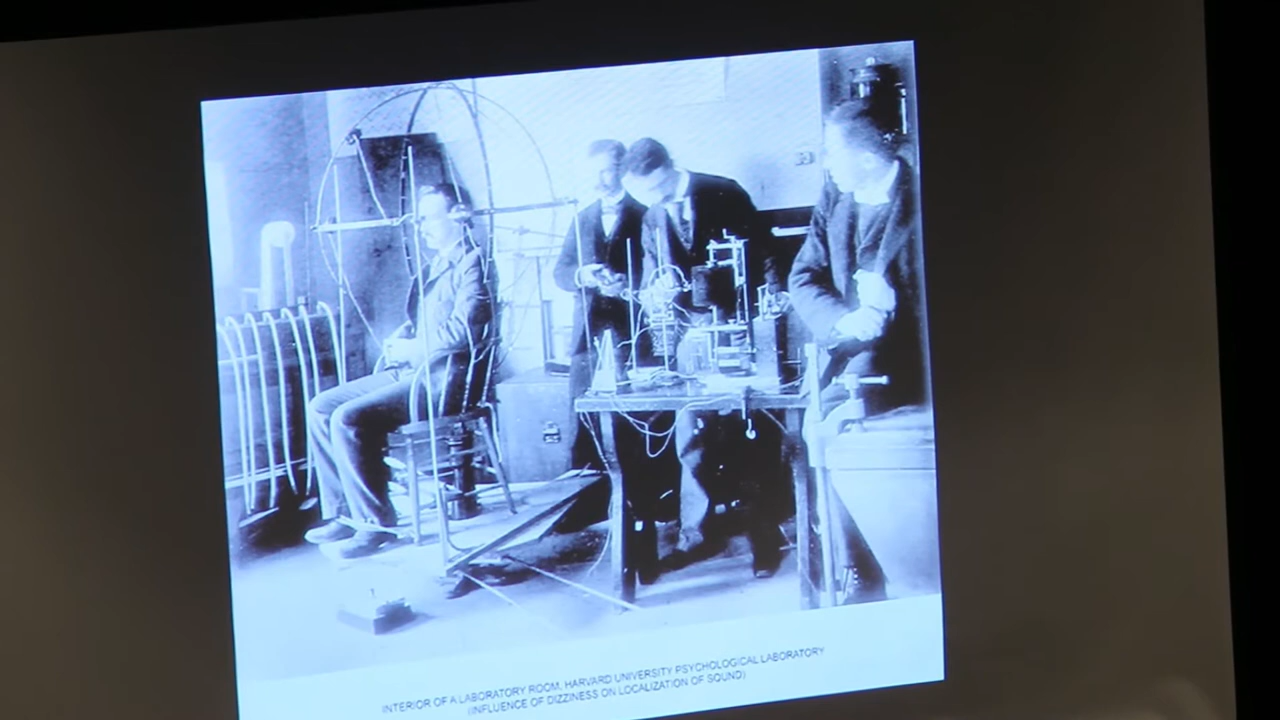 INTERIOR OF A LABORATORY ROOM, HARVARD UNIVERSITY PSYCHOLOGICAL LABORATORY
(INFLUENCE OF DIZZINESS ON LOCALIZATION OF SOUND)